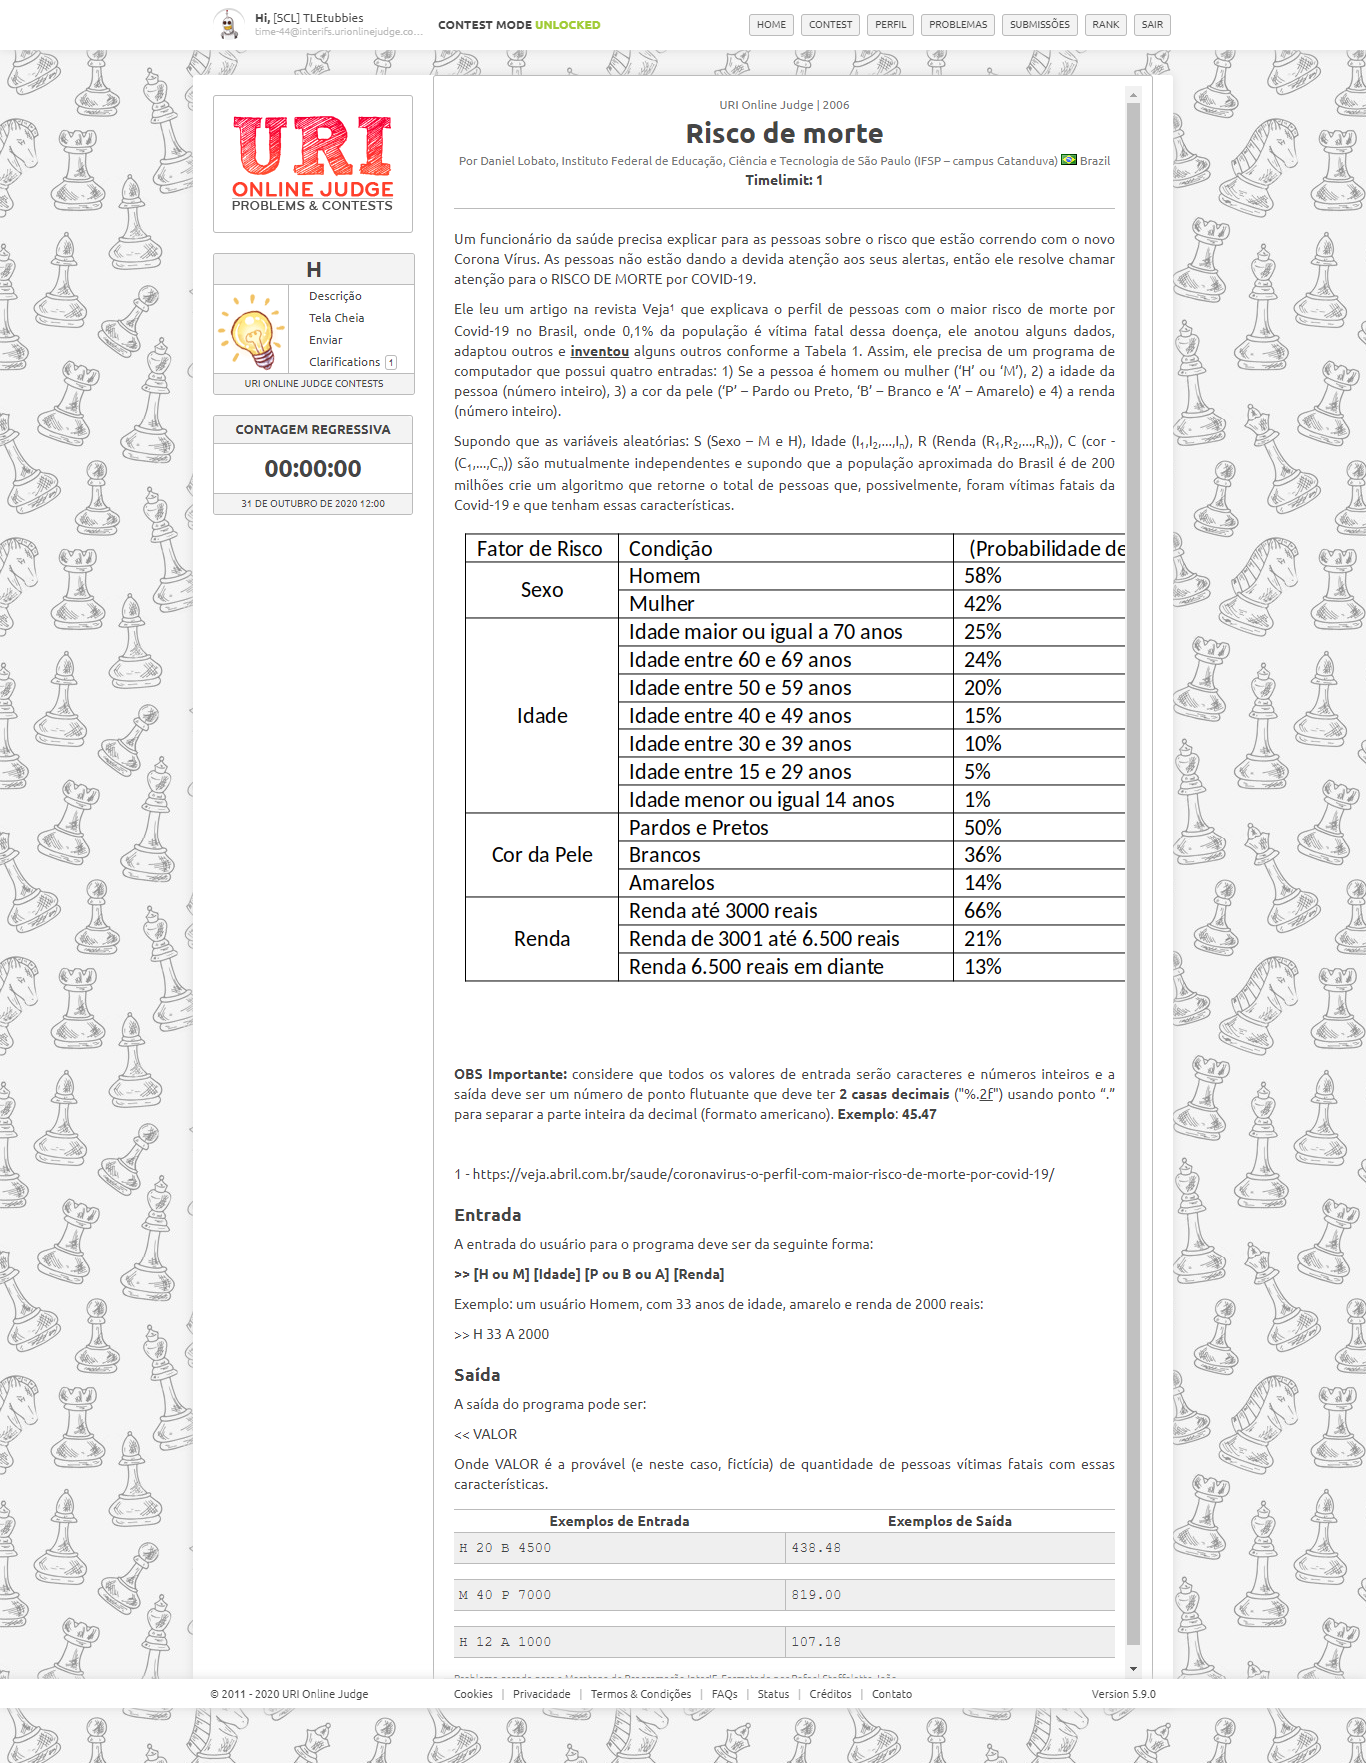 Hi, [SCL] TLEtubbies
time-44@interifs.urionlinejudge.co...
CONTEST MODE UNLOCKED
HOME CONTEST PERFIL PROBLEMAS SUBMISSÕES RANK SAIR
URI
ONLINE JUDGE
PROBLEMS & CONTESTS
H
Descrição
Tela Cheia
Enviar
Clarifications 1
URI ONLINE JUDGE CONTESTS
CONTAGEM REGRESSIVA
00:00:00
31 DE OUTUBRO DE 2020 12:00
URI Online Judge | 2006
Risco de morte
Por Daniel Lobato, Instituto Federal de Educação, Ciência e Tecnologia de São Paulo (IFSP – campus Catanduva) Brazil
Timelimit: 1
Um funcionário da saúde precisa explicar para as pessoas sobre o risco que estão correndo com o novo
Corona Vírus. As pessoas não estão dando a devida atenção aos seus alertas, então ele resolve chamar
atenção para o RISCO DE MORTE por COVID-19.
Ele leu um artigo na revista Veja¹ que explicava o perfil de pessoas com o maior risco de morte por
Covid-19 no Brasil, onde 0,1% da população é vítima fatal dessa doença, ele anotou alguns dados,
adaptou outros e inventou alguns outros conforme a Tabela 1. Assim, ele precisa de um programa de
computador que possui quatro entradas: 1) Se a pessoa é homem ou mulher (‘H’ ou ‘M’), 2) a idade da
pessoa (número inteiro), 3) a cor da pele (‘P’ – Pardo ou Preto, ‘B’ – Branco e ‘A’ – Amarelo) e 4) a renda
(número inteiro).
Supondo que as variáveis aleatórias: S (Sexo – M e H), Idade (I₁,I₂,...,Iₙ), R (Renda (R₁,R₂,...,Rₙ)), C (cor -
(C₁,...,Cₙ)) são mutualmente independentes e supondo que a população aproximada do Brasil é de 200
milhões crie um algoritmo que retorne o total de pessoas que, possivelmente, foram vítimas fatais da
Covid-19 e que tenham essas características.
Fator de Risco Condição (Probabilidade de
Sexo
Homem 58%
Mulher 42%
Idade
Idade maior ou igual a 70 anos 25%
Idade entre 60 e 69 anos 24%
Idade entre 50 e 59 anos 20%
Idade entre 40 e 49 anos 15%
Idade entre 30 e 39 anos 10%
Idade entre 15 e 29 anos 5%
Idade menor ou igual 14 anos 1%
Cor da Pele
Pardos e Pretos 50%
Brancos 36%
Amarelos 14%
Renda
Renda até 3000 reais 66%
Renda de 3001 até 6.500 reais 21%
Renda 6.500 reais em diante 13%
OBS Importante: considere que todos os valores de entrada serão caracteres e números inteiros e a
saída deve ser um número de ponto flutuante que deve ter 2 casas decimais ("%.2f") usando ponto “.”
para separar a parte inteira da decimal (formato americano). Exemplo: 45.47
1 - https://veja.abril.com.br/saude/coronavirus-o-perfil-com-maior-risco-de-morte-por-covid-19/
Entrada
A entrada do usuário para o programa deve ser da seguinte forma:
>> [H ou M] [Idade] [P ou B ou A] [Renda]
Exemplo: um usuário Homem, com 33 anos de idade, amarelo e renda de 2000 reais:
>> H 33 A 2000
Saída
A saída do programa pode ser:
<< VALOR
Onde VALOR é a provável (e neste caso, fictícia) de quantidade de pessoas vítimas fatais com essas
características.
Exemplos de Entrada Exemplos de Saída
H 20 B 4500 438.48
M 40 P 7000 819.00
H 12 A 1000 107.18
© 2011 - 2020 URI Online Judge
Cookies | Privacidade | Termos & Condições | FAQs | Status | Créditos | Contato
Version 5.9.0